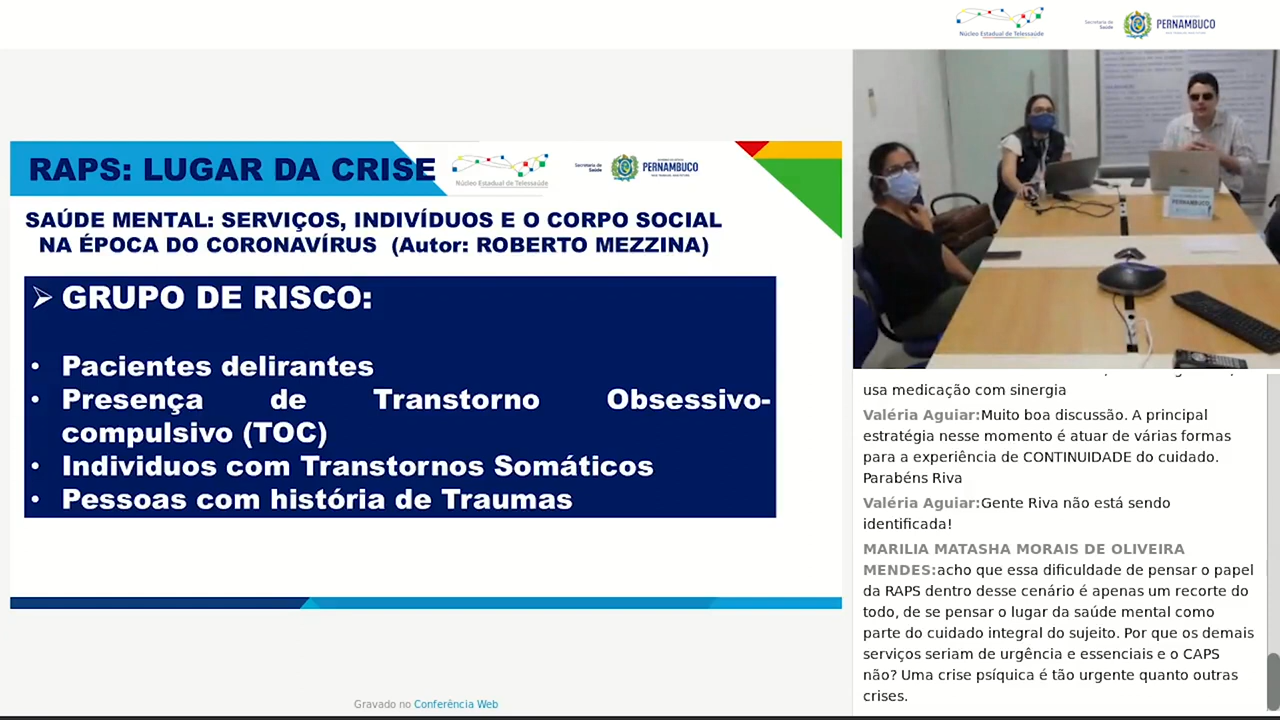 Núcleo Estadual de Telessaúde
Secretaria de
Saúde
PERNAMBUCO
RAPS: LUGAR DA CRISE
Núcleo Estadual de Telessaúde
Secretaria de
Saúde
PERNAMBUCO
SAÚDE MENTAL: SERVIÇOS, INDIVÍDUOS E O CORPO SOCIAL
NA ÉPOCA DO CORONAVÍRUS (Autor: ROBERTO MEZZINA)
➢ GRUPO DE RISCO:
• Pacientes delirantes
• Presença de Transtorno Obsessivo-
compulsivo (TOC)
• Individuos com Transtornos Somáticos
• Pessoas com história de Traumas
Gravado no Conferência Web
PERNAMBUCO
usa medicação com sinergia
Valéria Aguiar:Muito boa discussão. A principal
estratégia nesse momento é atuar de várias formas
para a experiência de CONTINUIDADE do cuidado.
Parabéns Riva
Valéria Aguiar:Gente Riva não está sendo
identificada!
MARILIA MATASHA MORAIS DE OLIVEIRA
MENDES:acho que essa dificuldade de pensar o papel
da RAPS dentro desse cenário é apenas um recorte do
todo, de se pensar o lugar da saúde mental como
parte do cuidado integral do sujeito. Por que os demais
serviços seriam de urgência e essenciais e o CAPS
não? Uma crise psíquica é tão urgente quanto outras
crises.